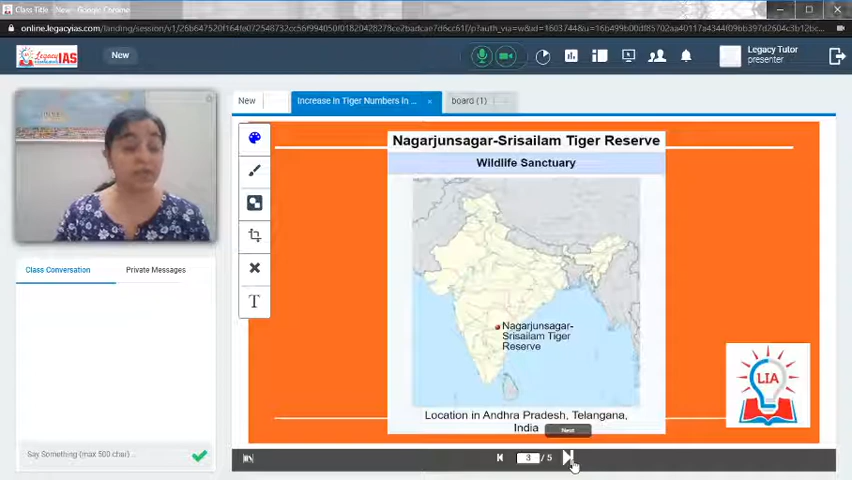 Class Title - New - Google Chrome
online.legacyias.com/landing/session/
Legacy IAS
New
Legacy Tutor
presenter
New
Increase in Tiger Numbers in ...
×
board (1)
Nagarjunsagar-Srisailam Tiger Reserve
Wildlife Sanctuary
Nagarjunsagar-
Srisailam Tiger
Reserve
Location in Andhra Pradesh, Telangana,
India
Next
LIA
T
Class Conversation
Private Messages
Say Something (max 500 char)...
3 / 5